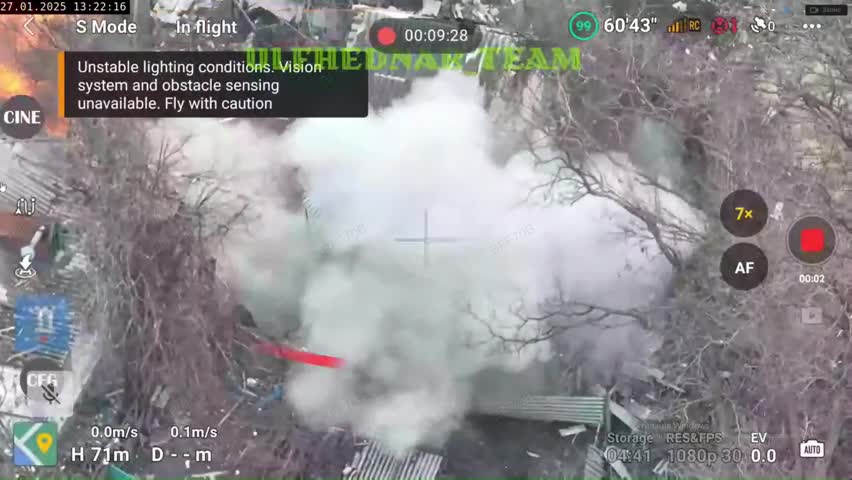 27.01.2025 13:22:16
S Mode In flight
00:09:28
99 60'43" RC 0
ULFHEDNAR TEAM
Unstable lighting conditions. Vision
system and obstacle sensing
unavailable. Fly with caution
CINE
7×
AF
00:02
0.0m/s 0.1m/s
H 71m D - - m
Storage RES&FPS EV
04:41 1080p 30 0.0
AUTO